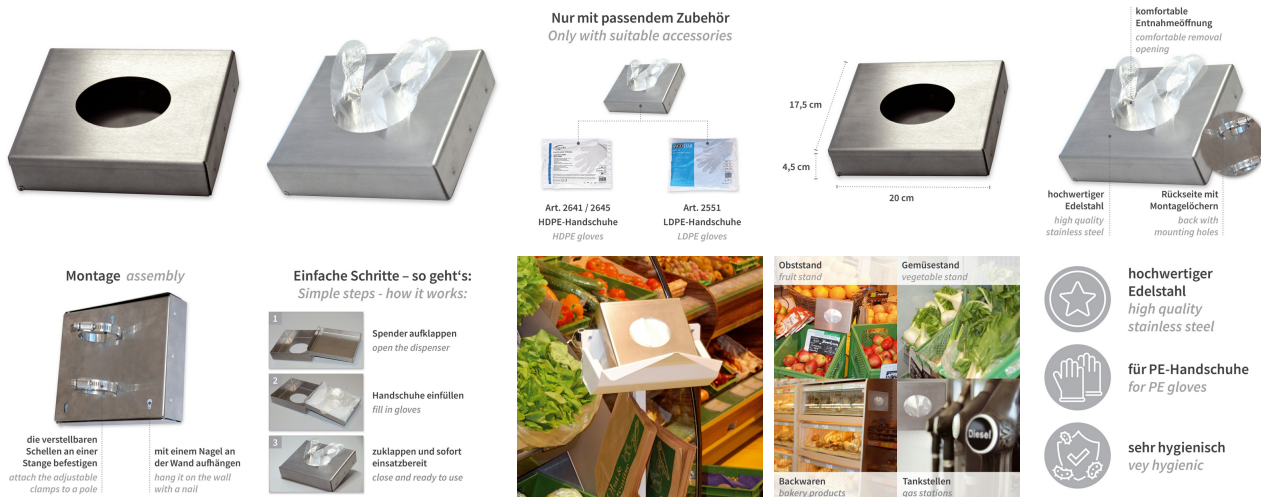 Nur mit passendem Zubehör
Only with suitable accessories
Art. 2641 / 2645
HDPE-Handschuhe
HDPE gloves
Art. 2551
LDPE-Handschuhe
LDPE gloves
17,5 cm
4,5 cm
20 cm
komfortable
Entnahmeöffnung
comfortable removal
opening
hochwertiger
Edelstahl
high quality
stainless steel
Rückseite mit
Montagelöchern
back with
mounting holes
Montage assembly
die verstellbaren
Schellen an einer
Stange befestigen
attach the adjustable
clamps to a pole
mit einem Nagel an
der Wand aufhängen
hang it on the wall
with a nail
Einfache Schritte – so geht's:
Simple steps - how it works:
1
Spender aufklappen
open the dispenser
2
Handschuhe einfüllen
fill in gloves
3
zuklappen und sofort
einsatzbereit
close and ready to use
Obststand
fruit stand
Gemüsestand
vegetable stand
Diesel
Backwaren
bakery products
Tankstellen
gas stations
hochwertiger
Edelstahl
high quality
stainless steel
für PE-Handschuhe
for PE gloves
sehr hygienisch
vey hygienic